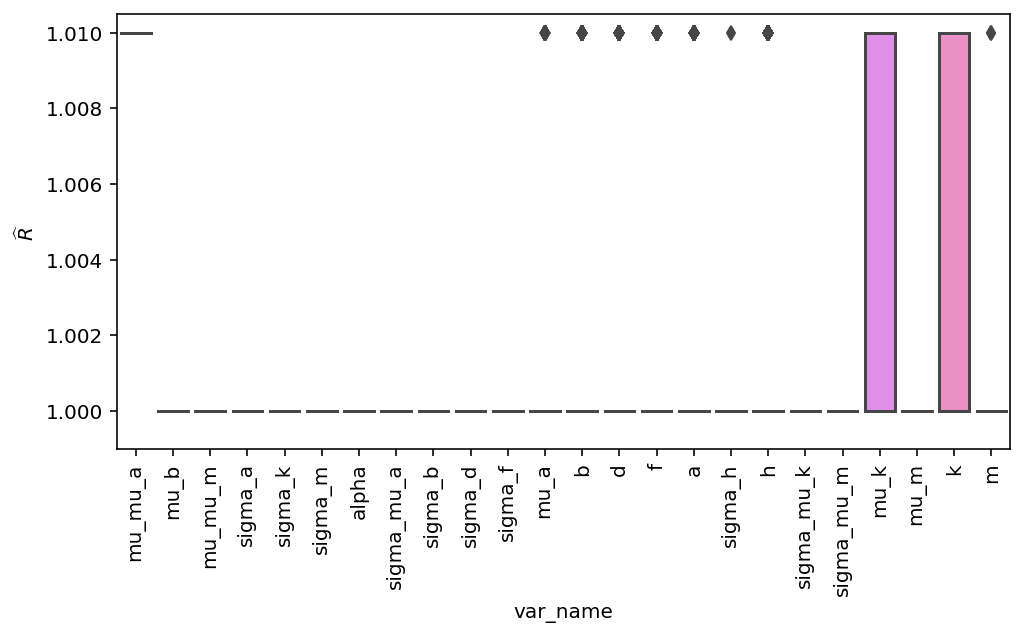 1.010
1.008
1.006
1.004
1.002
1.000
R̂
mu_mu_a
mu_b
mu_mu_m
sigma_a
sigma_k
sigma_m
alpha
sigma_mu_a
sigma_b
sigma_d
sigma_f
mu_a
b
d
f
a
sigma_h
h
sigma_mu_k
sigma_mu_m
mu_k
mu_m
k
m
var_name